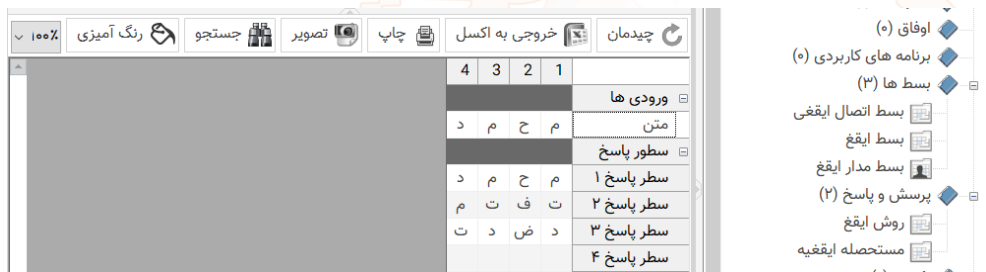 چیدمان خروجی به اکسل چاپ تصویر جستجو رنگ آمیزی ۱۰۰٪
1 2 3 4
ورودی ها
متن م ح م د
سطور پاسخ
سطر پاسخ ۱ م ح م د
سطر پاسخ ۲ ت ف ت م
سطر پاسخ ۳ د ض د ت
سطر پاسخ ۴
اوفاق (۰)
برنامه های کاربردی (۰)
بسط ها (۳)
بسط اتصال ایقغی
بسط ایقغ
بسط مدار ایقغ
پرسش و پاسخ (۲)
روش ایقغ
مستحصله ایقغیه